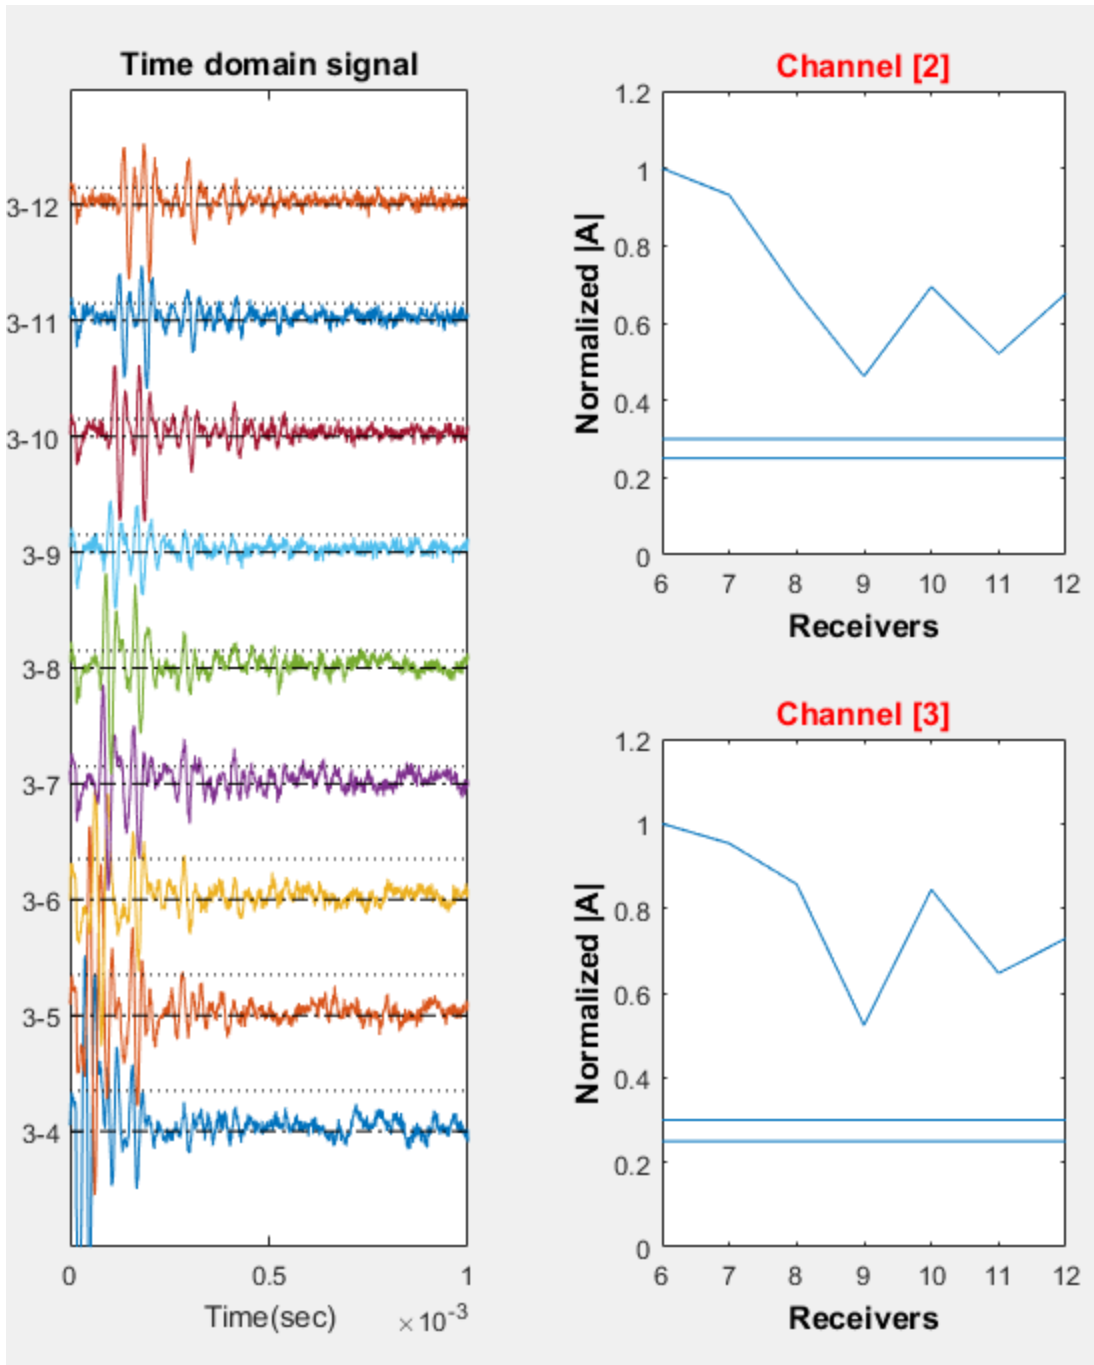 Time domain signal
3-12
3-11
3-10
3-9
3-8
3-7
3-6
3-5
3-4
0 0.5 1
Time(sec) ×10-3
Channel [2]
Normalized |A|
1.2
1
0.8
0.6
0.4
0.2
0
6 7 8 9 10 11 12
Receivers
Channel [3]
Normalized |A|
1.2
1
0.8
0.6
0.4
0.2
0
6 7 8 9 10 11 12
Receivers